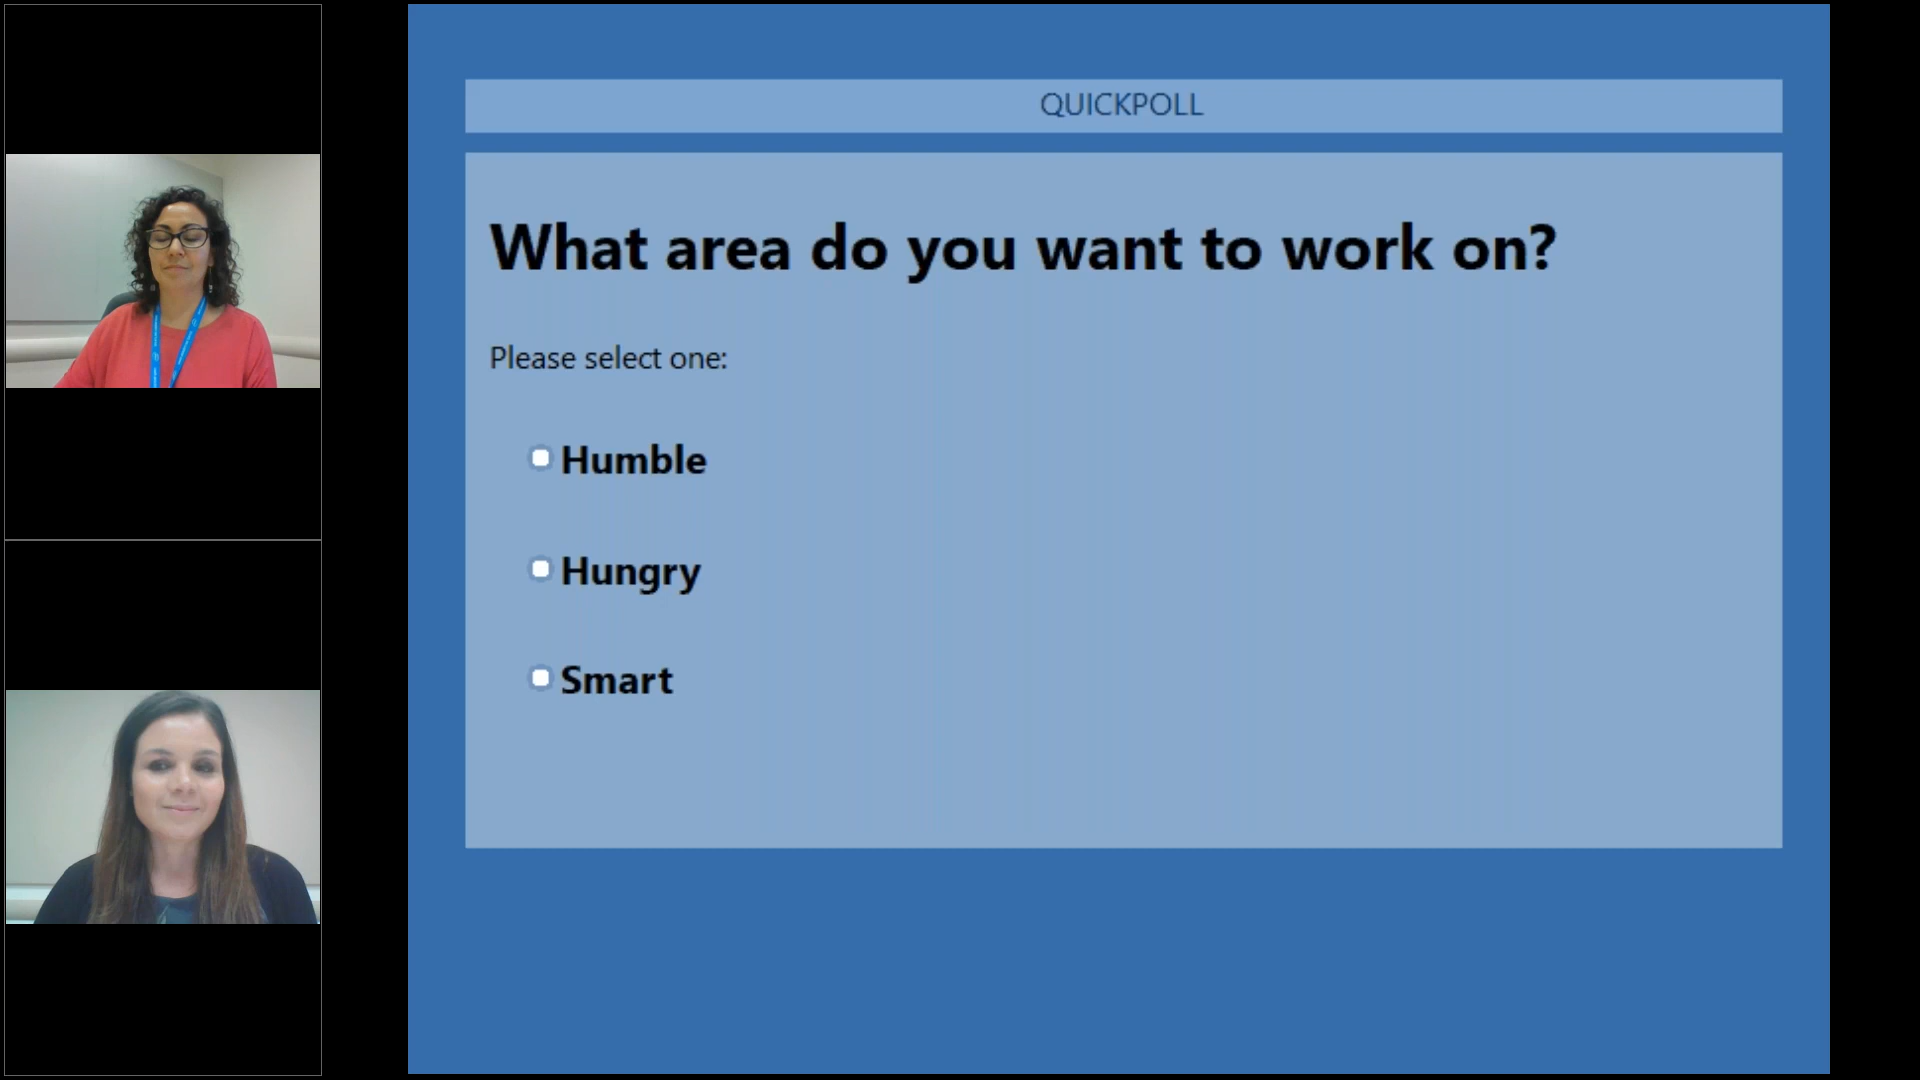 QUICKPOLL
What area do you want to work on?
Please select one:
Humble
Hungry
Smart